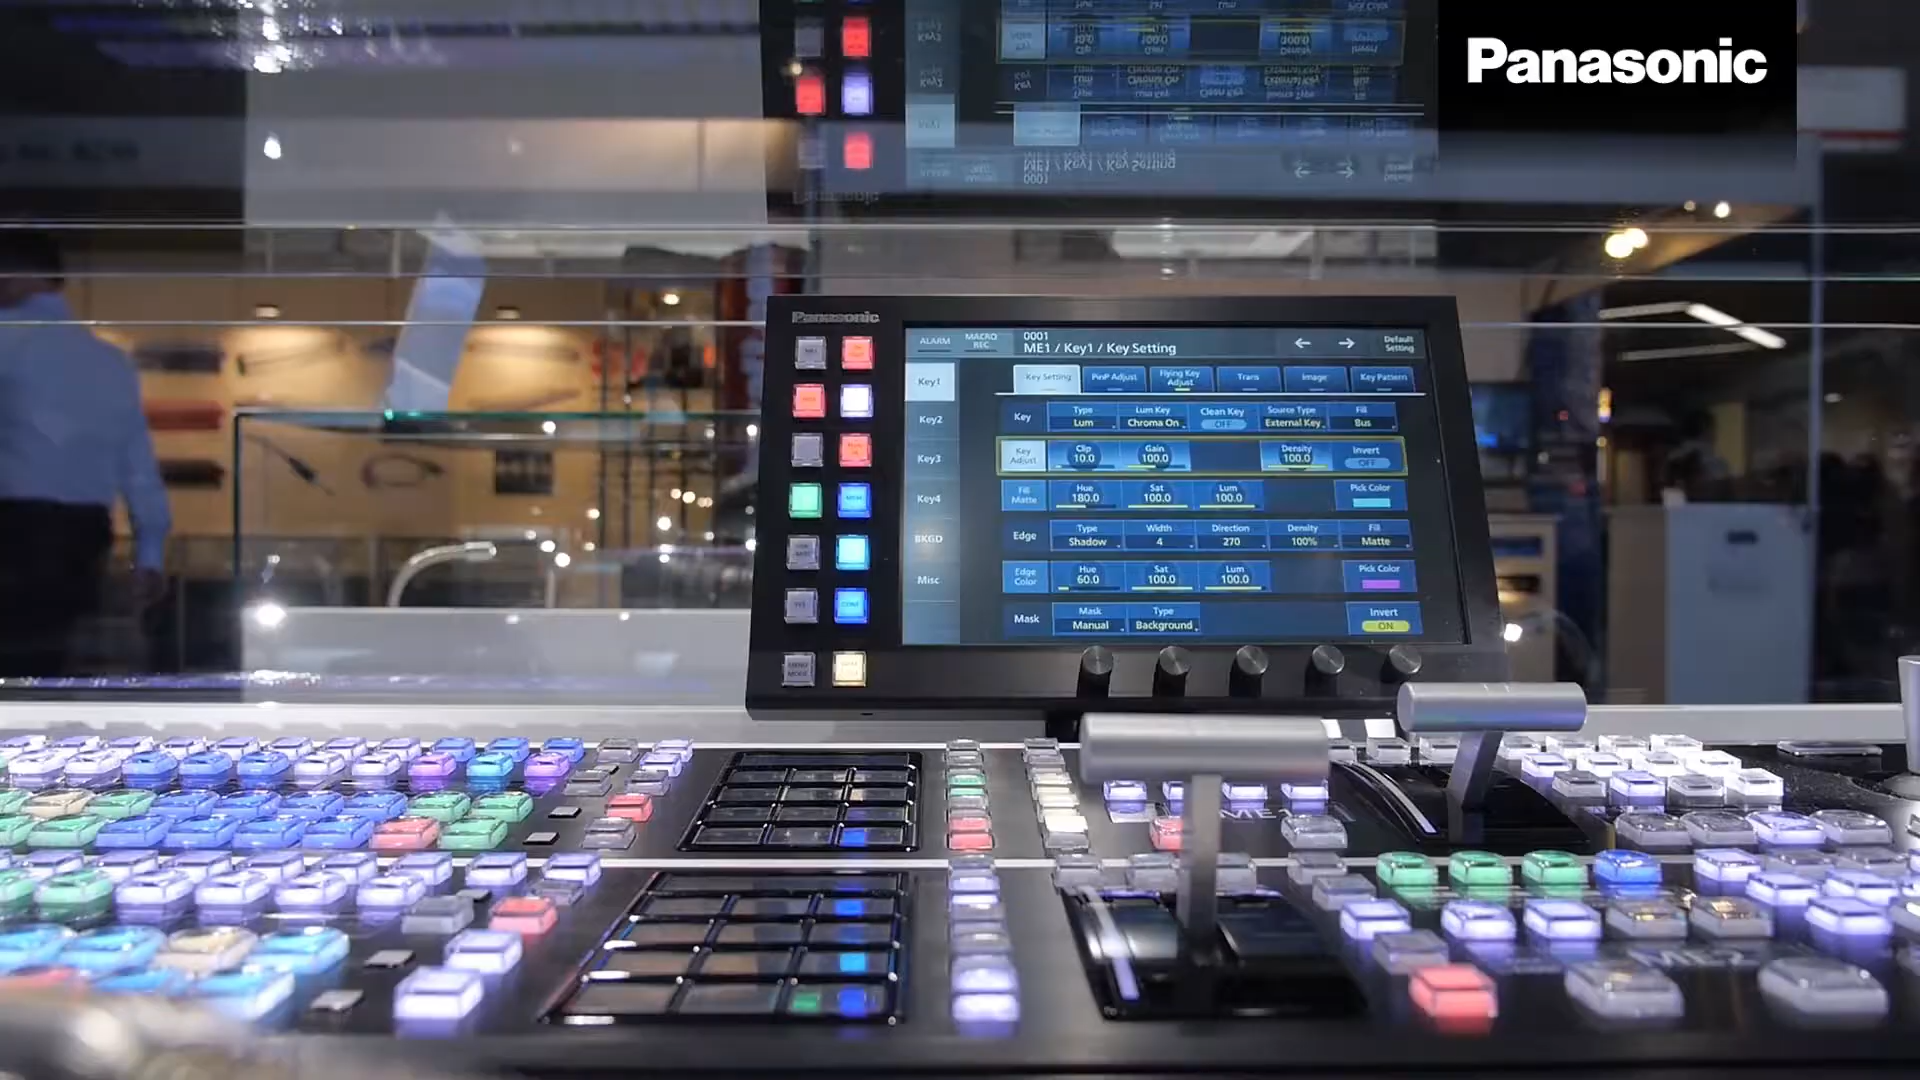 Panasonic
Panasonic
ALARM
MACRO REC
0001
ME1 / Key1 / Key Setting
← →
Default Setting
Key1
Key2
Key3
Key4
BKGD
Misc
Key Setting PinP Adjust Flying Key Adjust Trans Image Key Pattern
Key Type Lum Lum Key Chroma On Clean Key OFF Source Type External Key Fill Bus
Key Adjust Clip 10.0 Gain 100.0 Density 100.0 Invert OFF
Fill Matte Hue 180.0 Sat 100.0 Lum 100.0 Pick Color
Edge Type Shadow Width 4 Direction 270 Density 100% Fill Matte
Edge Color Hue 60.0 Sat 100.0 Lum 100.0 Pick Color
Mask Mask Manual Type Background Invert ON
MENU MODE
ME2